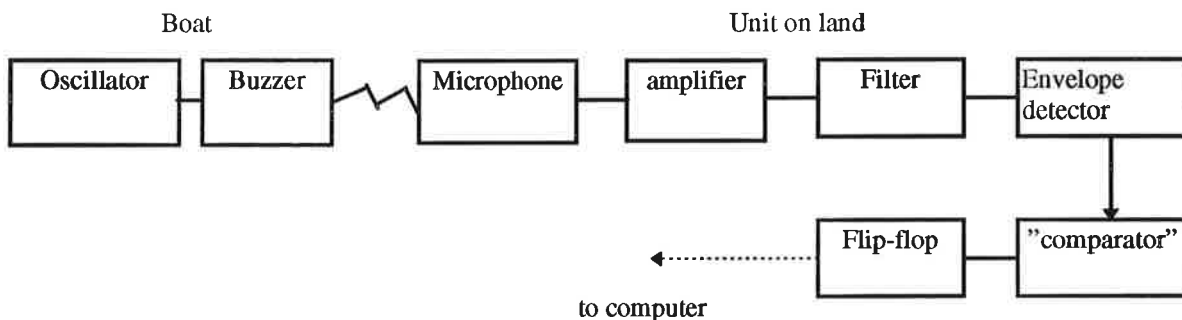 Boat
Unit on land
Oscillator
Buzzer
Microphone
amplifier
Filter
Envelope
detector
Flip-flop
"comparator"
to computer